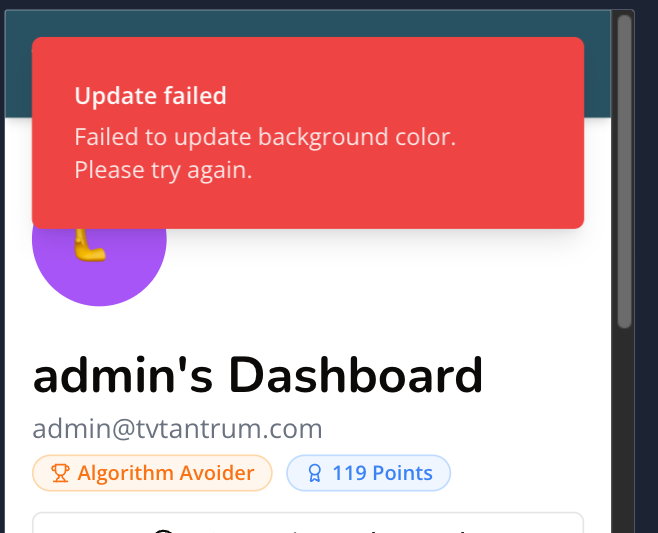 Update failed
Failed to update background color.
Please try again.
admin's Dashboard
admin@tvtantrum.com
Algorithm Avoider
119 Points